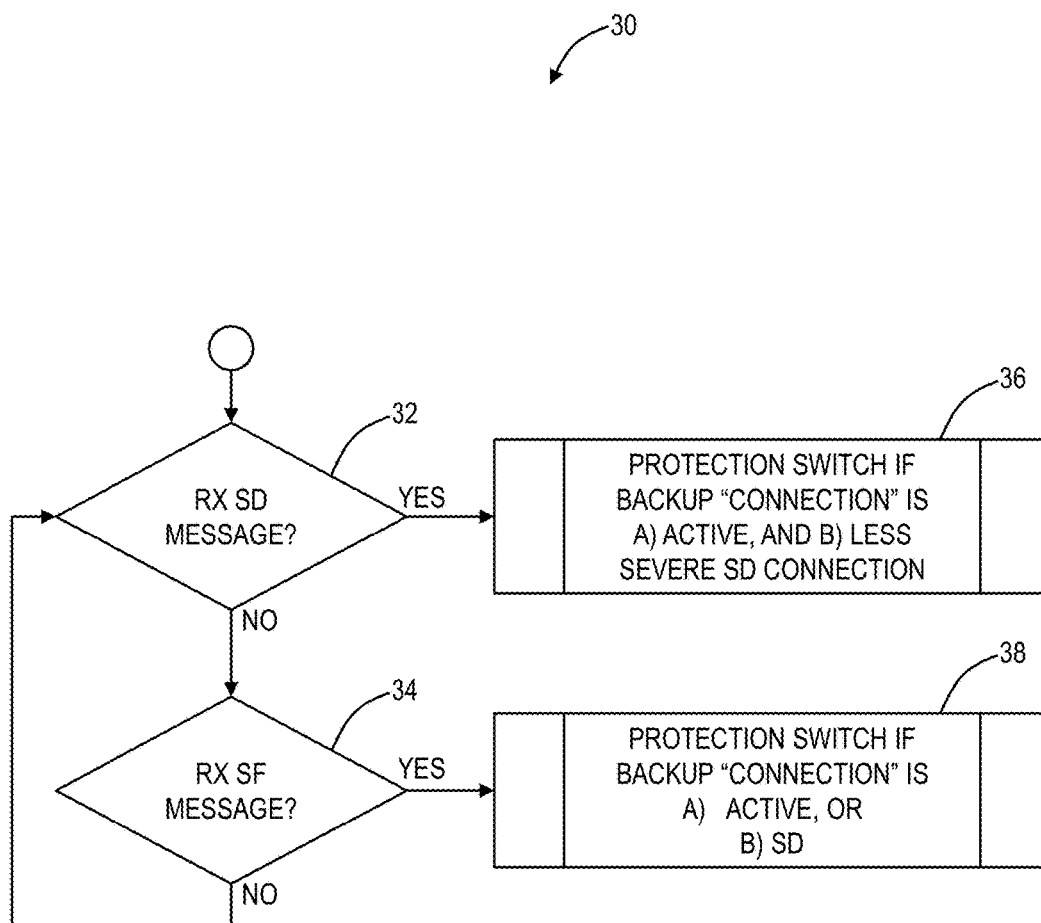 30
32
RX SD
MESSAGE?
YES
NO
36
PROTECTION SWITCH IF
BACKUP “CONNECTION” IS
A) ACTIVE, AND B) LESS
SEVERE SD CONNECTION
34
RX SF
MESSAGE?
YES
NO
38
PROTECTION SWITCH IF
BACKUP “CONNECTION” IS
A) ACTIVE, OR
B) SD